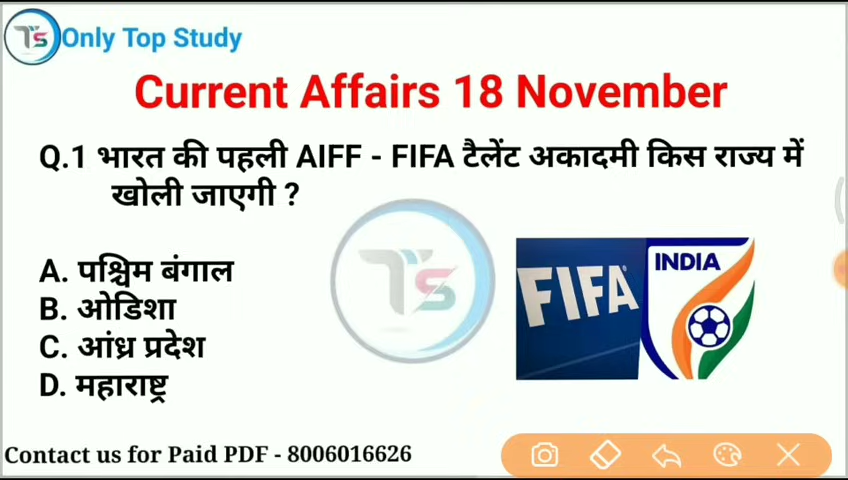 TS Only Top Study
Current Affairs 18 November
Q.1 भारत की पहली AIFF - FIFA टैलेंट अकादमी किस राज्य में
खोली जाएगी ?
TS
A. पश्चिम बंगाल
B. ओडिशा
C. आंध्र प्रदेश
D. महाराष्ट्र
FIFA
INDIA
Contact us for Paid PDF - 8006016626